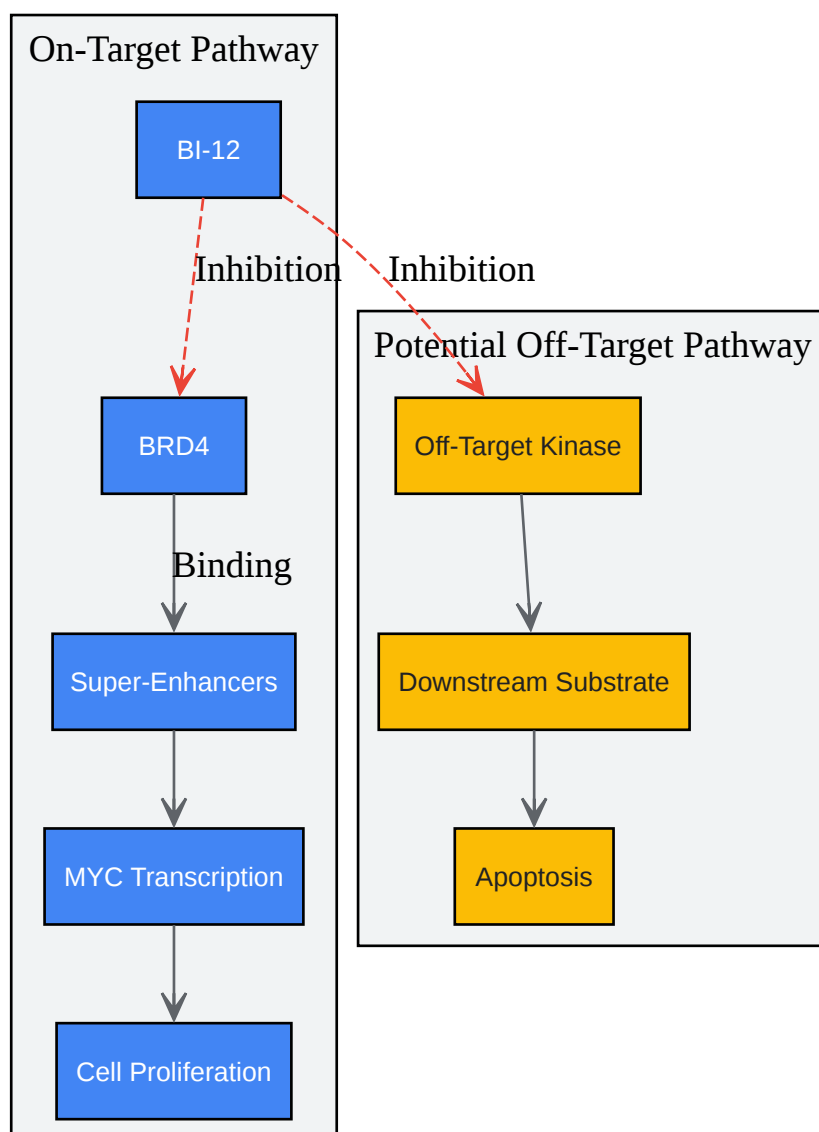 On-Target Pathway
BI-12
Inhibition
Inhibition
Potential Off-Target Pathway
BRD4
Off-Target Kinase
Binding
Super-Enhancers
Downstream Substrate
MYC Transcription
Apoptosis
Cell Proliferation